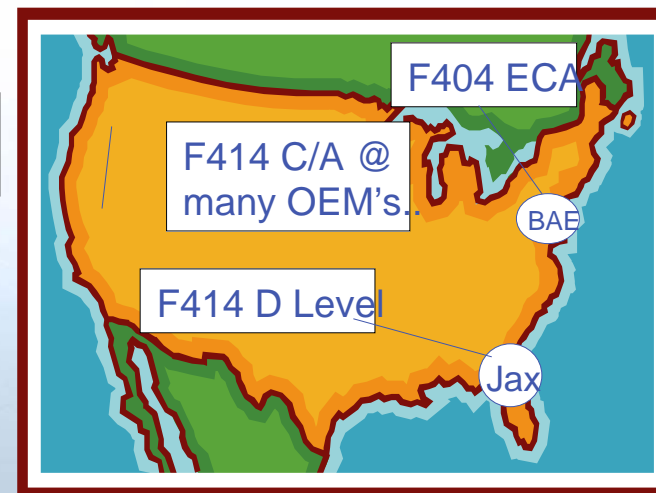 F404 ECA
F414 C/A @
many OEM's..
BAE
F414 D Level
Jax